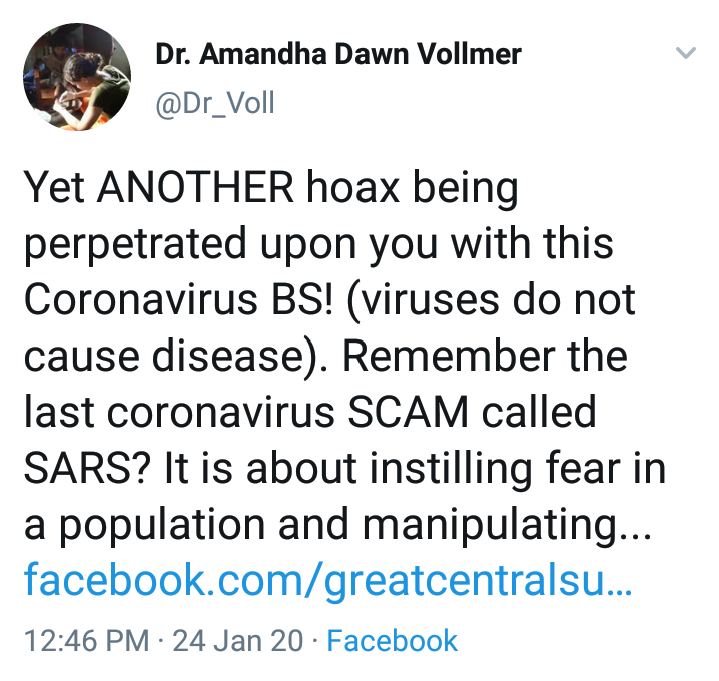 Dr. Amandha Dawn Vollmer
@Dr_Voll
Yet ANOTHER hoax being
perpetrated upon you with this
Coronavirus BS! (viruses do not
cause disease). Remember the
last coronavirus SCAM called
SARS? It is about instilling fear in
a population and manipulating...
facebook.com/greatcentralsu...
12:46 PM · 24 Jan 20 · Facebook